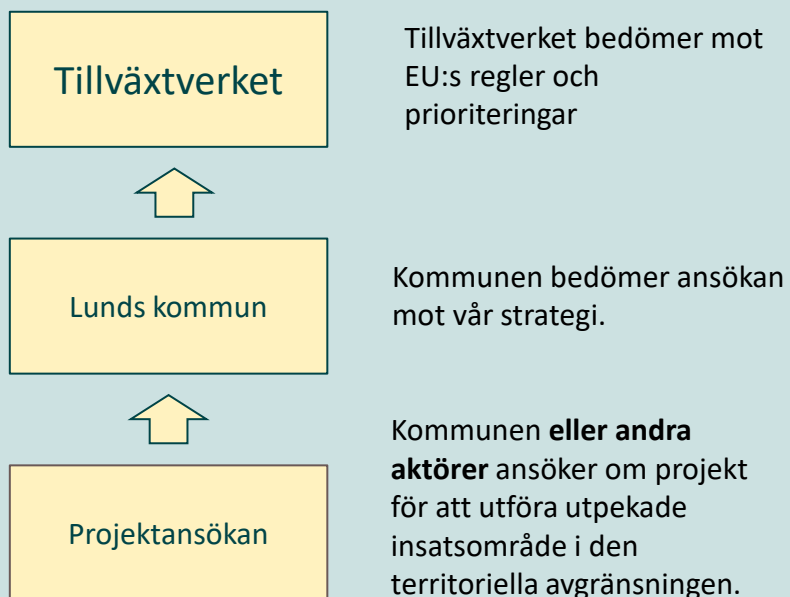 Tillväxtverket
Tillväxtverket bedömer mot
EU:s regler och
prioriteringar
Lunds kommun
Kommunen bedömer ansökan
mot vår strategi.
Projektansökan
Kommunen eller andra
aktörer ansöker om projekt
för att utföra utpekade
insatsområde i den
territoriella avgränsningen.